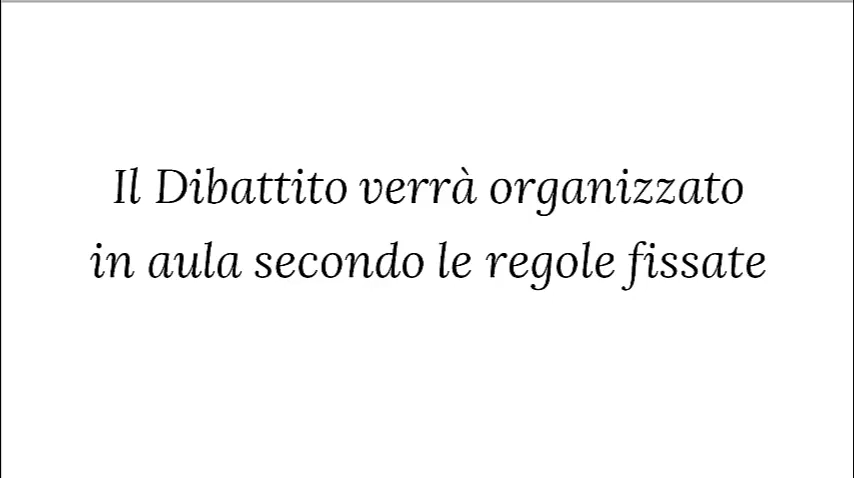 Il Dibattito verrà organizzato
in aula secondo le regole fissate